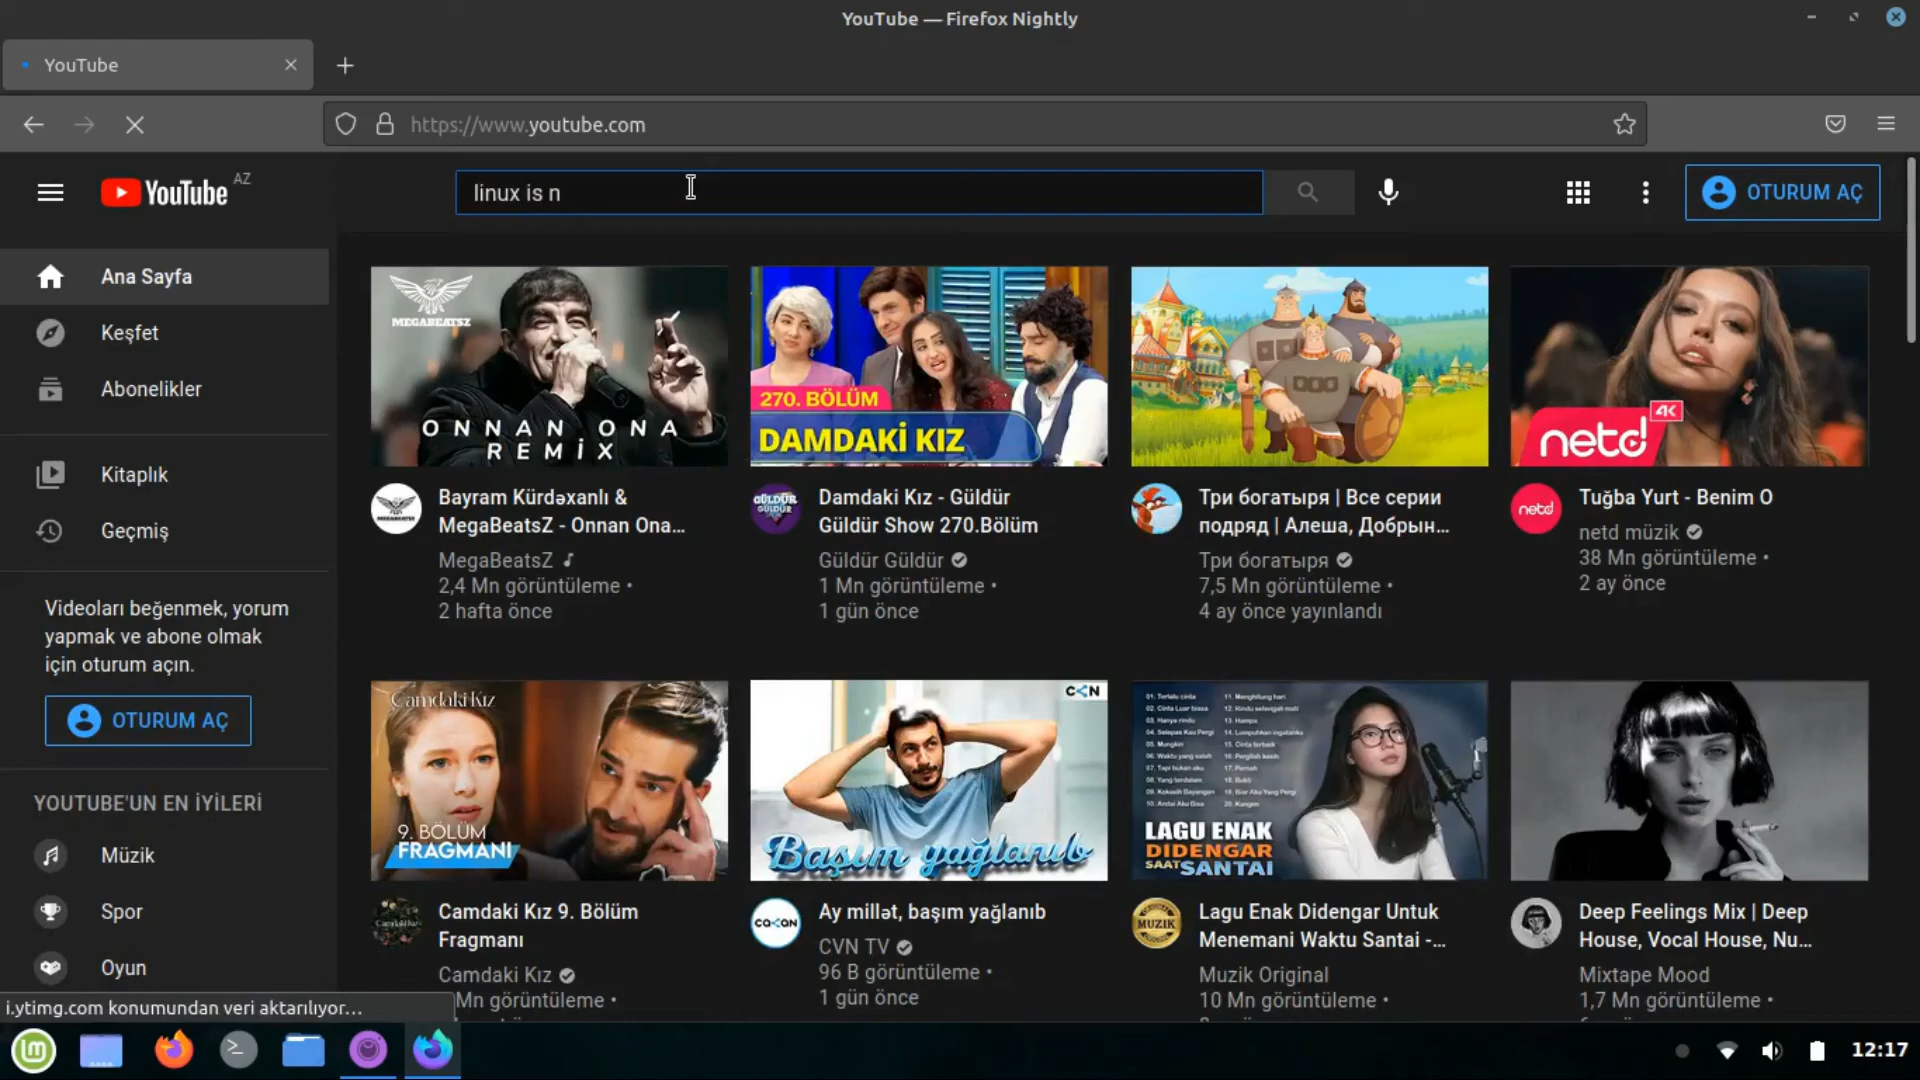 YouTube — Firefox Nightly
YouTube
https://www.youtube.com
YouTube AZ
linux is n
OTURUM AÇ
Ana Sayfa
Keşfet
Abonelikler
Kitaplık
Geçmiş
Videoları beğenmek, yorum
yapmak ve abone olmak
için oturum açın.
OTURUM AÇ
YOUTUBE'UN EN İYİLERİ
Müzik
Spor
Oyun
i.ytimg.com konumundan veri aktarılıyor...
MEGABEATSZ
ONNAN ONA
REMİX
Bayram Kürdəxanlı &
MegaBeatsZ - Onnan Ona...
MegaBeatsZ
2,4 Mn görüntüleme •
2 hafta önce
270. BÖLÜM
DAMDAKİ KIZ
GÜLDÜR
GÜLDÜR
Damdaki Kız - Güldür
Güldür Show 270.Bölüm
Güldür Güldür
1 Mn görüntüleme •
1 gün önce
Три богатыря | Все серии
подряд | Алеша, Добрын...
Три богатыря
7,5 Mn görüntüleme •
4 ay önce yayınlandı
4K
netd
netd
Tuğba Yurt - Benim O
netd müzik
38 Mn görüntüleme •
2 ay önce
Camdaki Kız
9. BÖLÜM
FRAGMANI
Camdaki Kız 9. Bölüm
Fragmanı
Camdaki Kız
Mn görüntüleme •
Başım yağlanıb
Ay millət, başım yağlanıb
CVN TV
96 B görüntüleme •
1 gün önce
LAGU ENAK
DIDENGAR
SAAT SANTAI
MUZIK
Lagu Enak Didengar Untuk
Menemani Waktu Santai -...
Muzik Original
10 Mn görüntüleme •
Deep Feelings Mix | Deep
House, Vocal House, Nu...
Mixtape Mood
1,7 Mn görüntüleme •
12:17